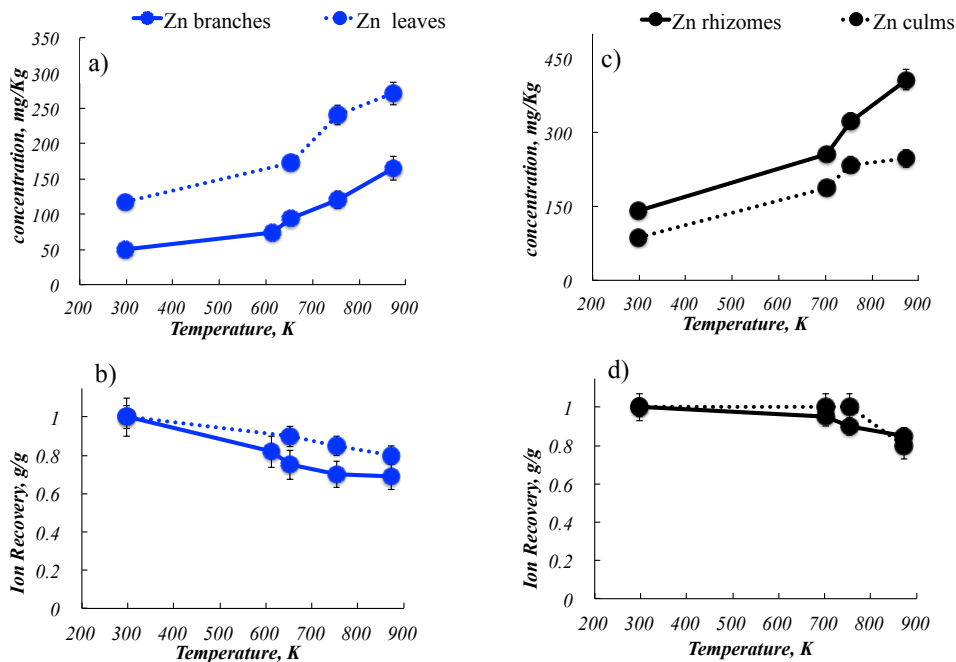 Zn branches Zn leaves
a)
concentration, mg/Kg
350
300
250
200
150
100
50
0
200 300 400 500 600 700 800 900
Temperature, K
Zn rhizomes Zn culms
c)
concentration, mg/Kg
450
300
150
0
200 300 400 500 600 700 800 900
Temperature, K
b)
Ion Recovery, g/g
1
0.8
0.6
0.4
0.2
0
200 300 400 500 600 700 800 900
Temperature, K
d)
Ion Recovery, g/g
1
0.8
0.6
0.4
0.2
0
200 300 400 500 600 700 800 900
Temperature, K